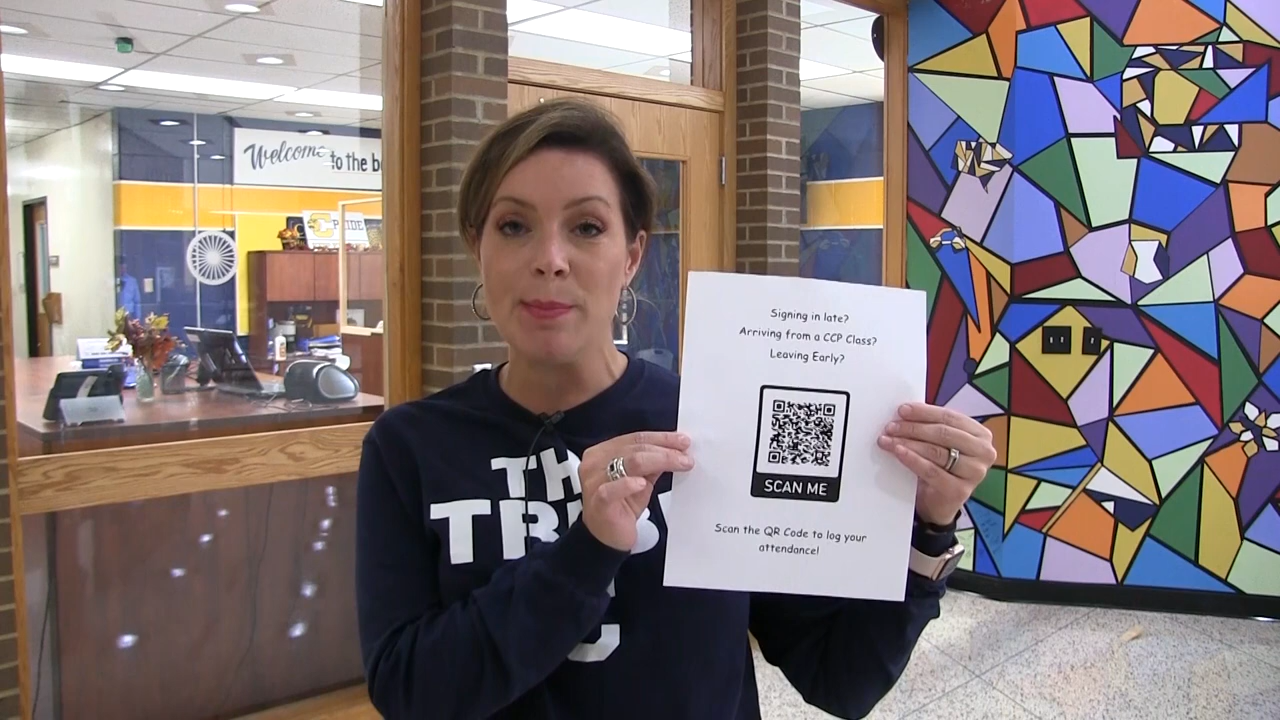 Welcome to the
C PRIDE
Signing in late?
Arriving from a CCP Class?
Leaving Early?
SCAN ME
Scan the QR Code to log your
attendance!